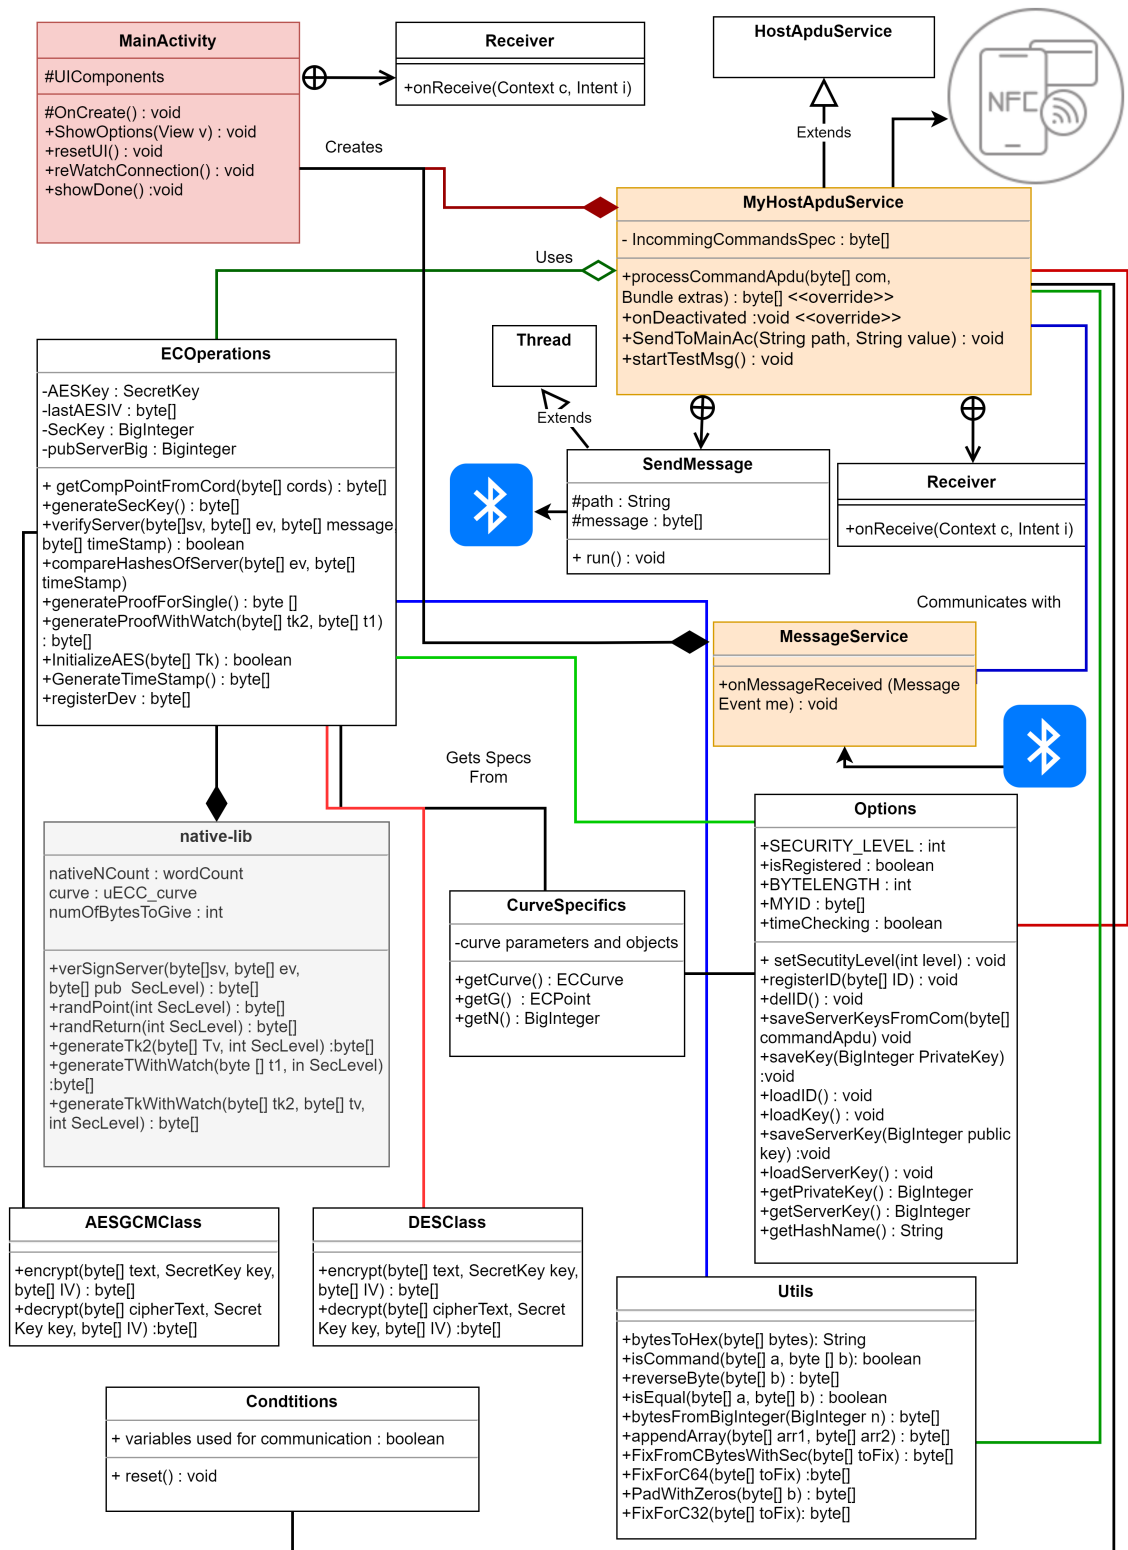 MainActivity
#UIComponents
#OnCreate() : void
+ShowOptions(View v) : void
+resetUI() : void
+reWatchConnection() : void
+showDone() :void
Receiver
+onReceive(Context c, Intent i)
HostApduService
NFC
Extends
Creates
MyHostApduService
- IncommingCommandsSpec : byte[]
+processCommandApdu(byte[] com,
Bundle extras) : byte[] <<override>>
+onDeactivated :void <<override>>
+SendToMainAc(String path, String value) : void
+startTestMsg() : void
Uses
Thread
Extends
ECOperations
-AESKey : SecretKey
-lastAESIV : byte[]
-SecKey : BigInteger
-pubServerBig : Biginteger
+ getCompPointFromCord(byte[] cords) : byte[]
+generateSecKey() : byte[]
+verifyServer(byte[]sv, byte[] ev, byte[] message,
byte[] timeStamp) : boolean
+compareHashesOfServer(byte[] ev, byte[]
timeStamp)
+generateProofForSingle() : byte []
+generateProofWithWatch(byte[] tk2, byte[] t1)
: byte[]
+InitializeAES(byte[] Tk) : boolean
+GenerateTimeStamp() : byte[]
+registerDev : byte[]
SendMessage
#path : String
#message : byte[]
+ run() : void
Receiver
+onReceive(Context c, Intent i)
Communicates with
MessageService
+onMessageReceived (Message
Event me) : void
Gets Specs
From
native-lib
nativeNCount : wordCount
curve : uECC_curve
numOfBytesToGive : int
+verSignServer(byte[]sv, byte[] ev,
byte[] pub  SecLevel) : byte[]
+randPoint(int SecLevel) : byte[]
+randReturn(int SecLevel) : byte[]
+generateTk2(byte[] Tv, int SecLevel) :byte[]
+generateTWithWatch(byte [] t1, in SecLevel)
:byte[]
+generateTkWithWatch(byte[] tk2, byte[] tv,
int SecLevel) : byte[]
CurveSpecifics
-curve parameters and objects
+getCurve() : ECCurve
+getG()  : ECPoint
+getN() : BigInteger
Options
+SECURITY_LEVEL : int
+isRegistered : boolean
+BYTELENGTH : int
+MYID : byte[]
+timeChecking : boolean
+ setSecutityLevel(int level) : void
+registerID(byte[] ID) : void
+delID() : void
+saveServerKeysFromCom(byte[]
commandApdu) void
+saveKey(BigInteger PrivateKey)
:void
+loadID() : void
+loadKey() : void
+saveServerKey(BigInteger public
key) :void
+loadServerKey() : void
+getPrivateKey() : BigInteger
+getServerKey() : BigInteger
+getHashName() : String
AESGCMClass
+encrypt(byte[] text, SecretKey key,
byte[] IV) : byte[]
+decrypt(byte[] cipherText, Secret
Key key, byte[] IV) :byte[]
DESClass
+encrypt(byte[] text, SecretKey key,
byte[] IV) : byte[]
+decrypt(byte[] cipherText, Secret
Key key, byte[] IV) :byte[]
Utils
+bytesToHex(byte[] bytes): String
+isCommand(byte[] a, byte [] b): boolean
+reverseByte(byte[] b) : byte[]
+isEqual(byte[] a, byte[] b) : boolean
+bytesFromBigInteger(BigInteger n) : byte[]
+appendArray(byte[] arr1, byte[] arr2) : byte[]
+FixFromCBytesWithSec(byte[] toFix) : byte[]
+FixForC64(byte[] toFix) :byte[]
+PadWithZeros(byte[] b) : byte[]
+FixForC32(byte[] toFix): byte[]
Condtitions
+ variables used for communication : boolean
+ reset() : void